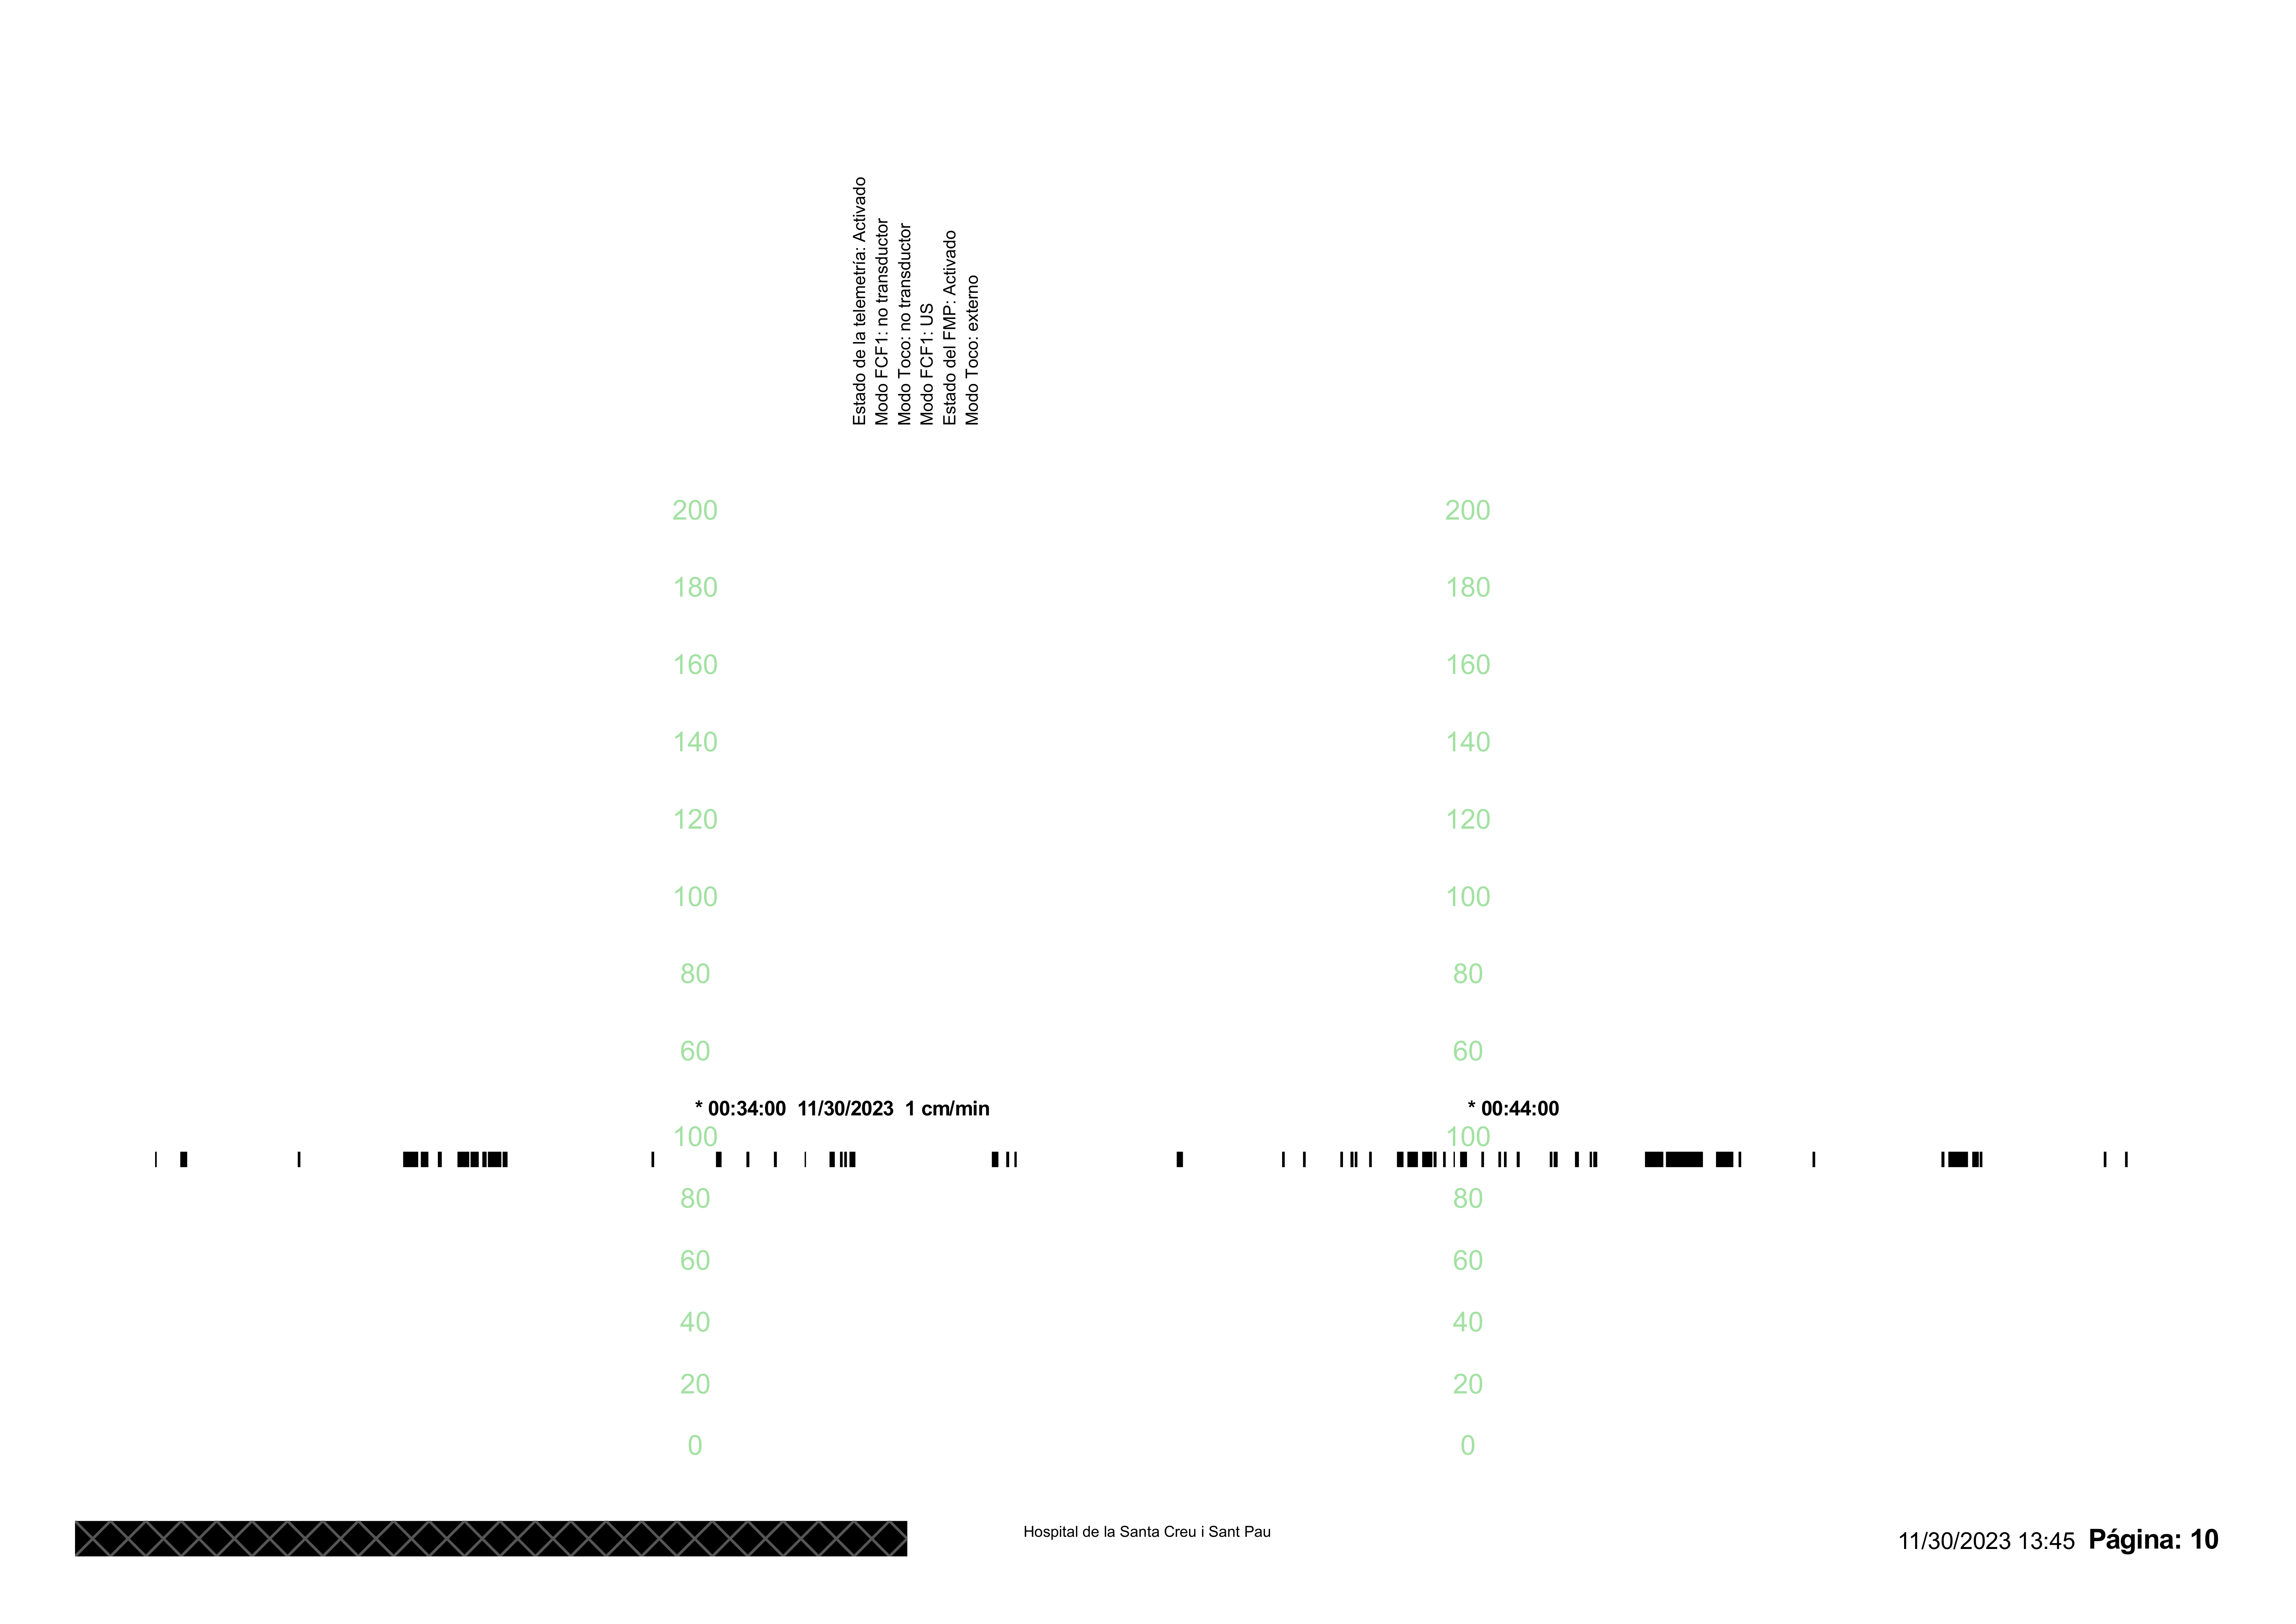 Estado de la telemetría: Activado
Modo FCF1: no transductor
Modo Toco: no transductor
Modo FCF1: US
Estado del FMP: Activado
Modo Toco: externo
200 200
180 180
160 160
140 140
120 120
100 100
80 80
60 60
* 00:34:00 11/30/2023 1 cm/min * 00:44:00
100 100
80 80
60 60
40 40
20 20
0 0
Hospital de la Santa Creu i Sant Pau
11/30/2023 13:45 Página: 10